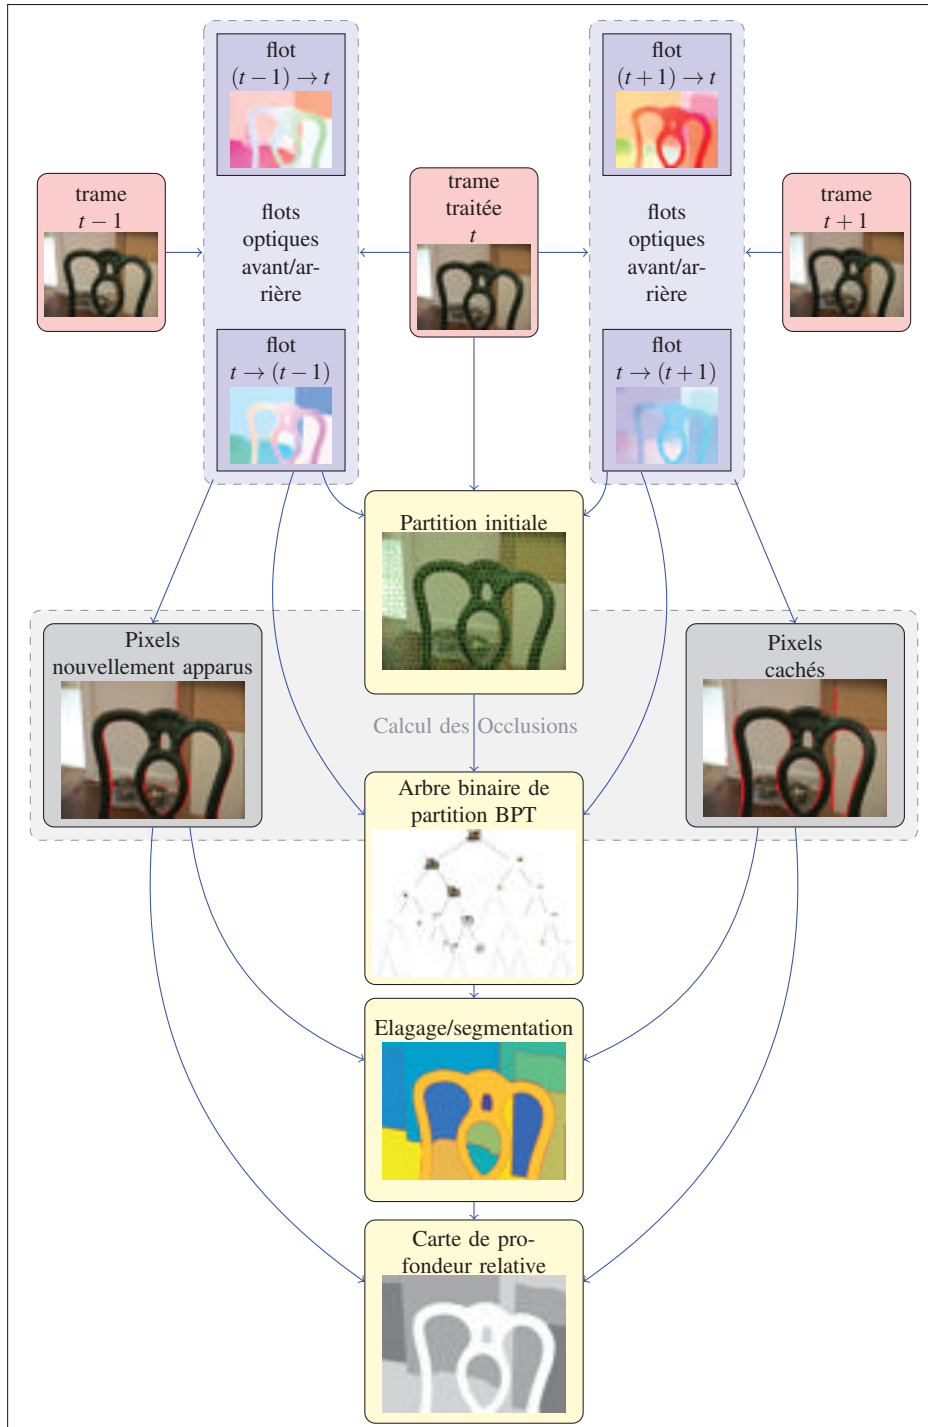 flot
(t − 1) → t
flot
(t + 1) → t
trame
t − 1
flots
optiques
avant/ar-
rière
trame
traitée
t
flots
optiques
avant/ar-
rière
trame
t + 1
flot
t → (t − 1)
flot
t → (t + 1)
Partition initiale
Pixels
nouvellement apparus
Pixels
cachés
Calcul des Occlusions
Arbre binaire de
partition BPT
Elagage/segmentation
Carte de pro-
fondeur relative